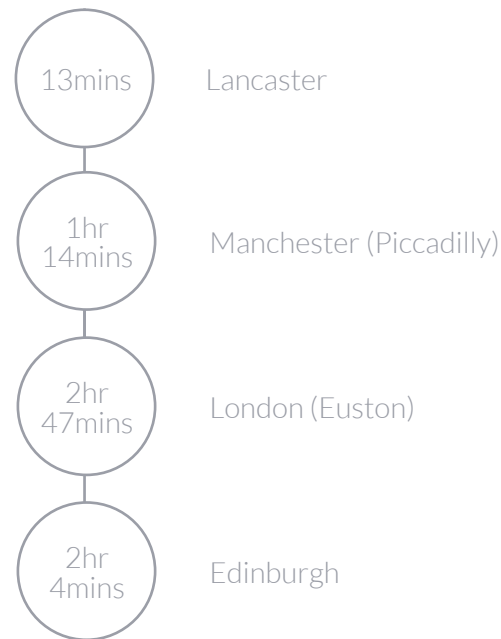 13mins
Lancaster
1hr
14mins
Manchester (Piccadilly)
2hr
47mins
London (Euston)
2hr
4mins
Edinburgh